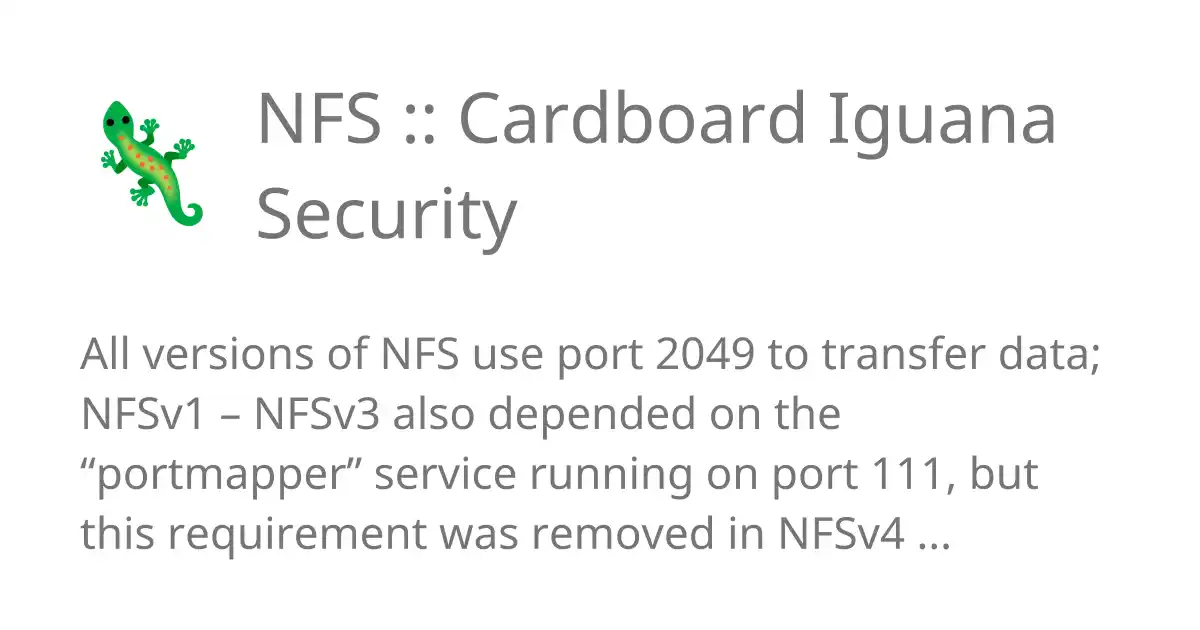 NFS :: Cardboard Iguana
Security
All versions of NFS use port 2049 to transfer data;
NFSv1 – NFSv3 also depended on the
“portmapper” service running on port 111, but
this requirement was removed in NFSv4 ...